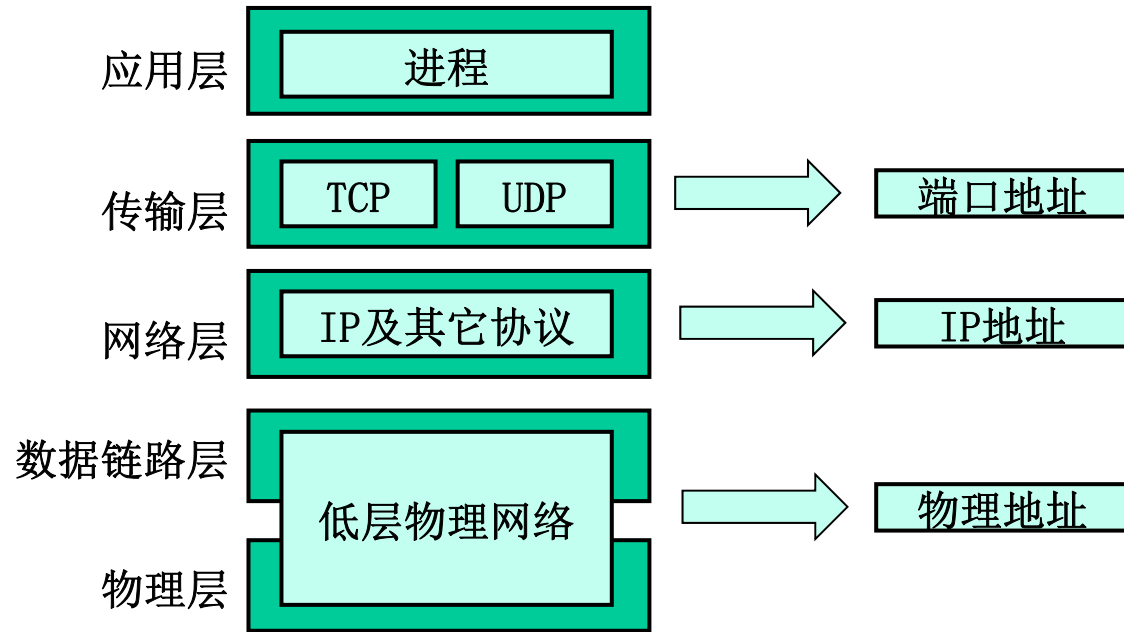 应用层
进程
传输层
TCP
UDP
端口地址
网络层
IP及其它协议
IP地址
数据链路层
低层物理网络
物理地址
物理层